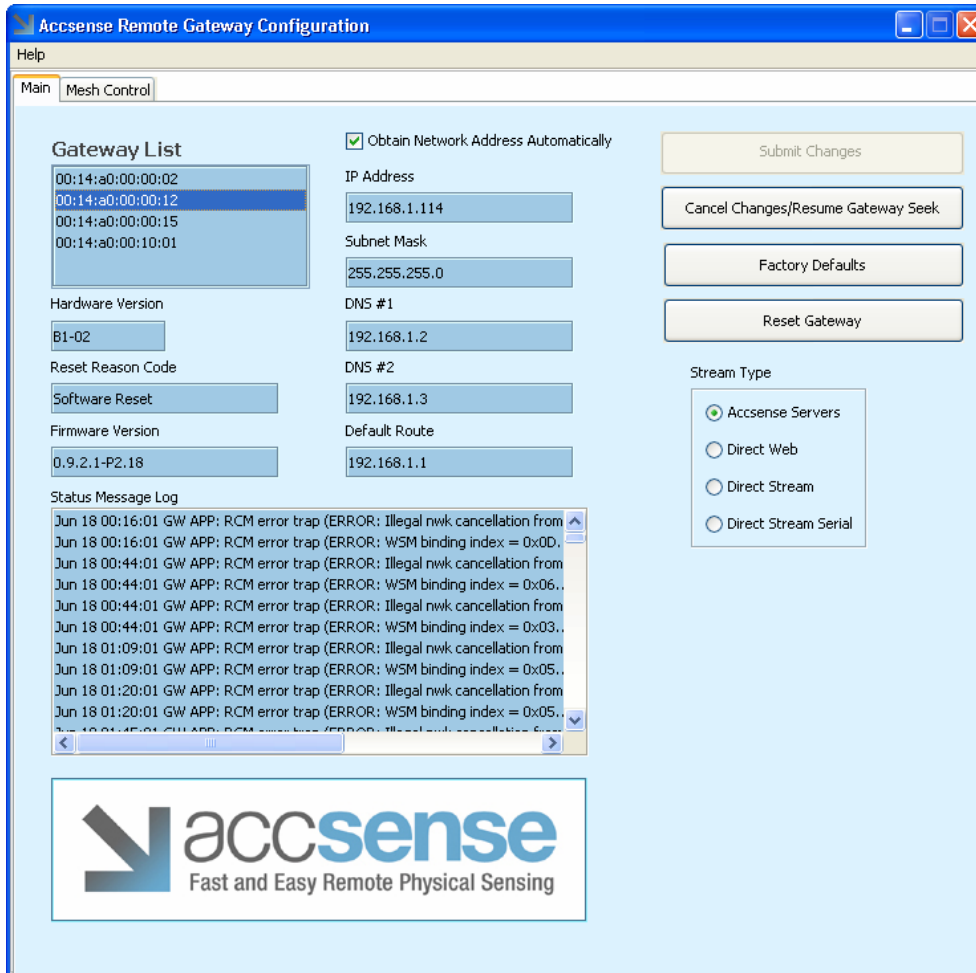 Accsense Remote Gateway Configuration
Help
Main
Mesh Control
Gateway List
00:14:a0:00:00:02
00:14:a0:00:00:12
00:14:a0:00:00:15
00:14:a0:00:10:01
Hardware Version
B1-02
Reset Reason Code
Software Reset
Firmware Version
0.9.2.1-P2.18
Obtain Network Address Automatically
IP Address
192.168.1.114
Subnet Mask
255.255.255.0
DNS #1
192.168.1.2
DNS #2
192.168.1.3
Default Route
192.168.1.1
Submit Changes
Cancel Changes/Resume Gateway Seek
Factory Defaults
Reset Gateway
Stream Type
Accsense Servers
Direct Web
Direct Stream
Direct Stream Serial
Status Message Log
Jun 18 00:16:01 GW APP: RCM error trap (ERROR: Illegal nwk cancellation from
Jun 18 00:16:01 GW APP: RCM error trap (ERROR: WSM binding index = 0x0D.
Jun 18 00:44:01 GW APP: RCM error trap (ERROR: Illegal nwk cancellation from
Jun 18 00:44:01 GW APP: RCM error trap (ERROR: WSM binding index = 0x06..
Jun 18 00:44:01 GW APP: RCM error trap (ERROR: Illegal nwk cancellation from
Jun 18 00:44:01 GW APP: RCM error trap (ERROR: WSM binding index = 0x03..
Jun 18 01:09:01 GW APP: RCM error trap (ERROR: Illegal nwk cancellation from
Jun 18 01:09:01 GW APP: RCM error trap (ERROR: WSM binding index = 0x05..
Jun 18 01:20:01 GW APP: RCM error trap (ERROR: Illegal nwk cancellation from
Jun 18 01:20:01 GW APP: RCM error trap (ERROR: WSM binding index = 0x05..
accsense
Fast and Easy Remote Physical Sensing